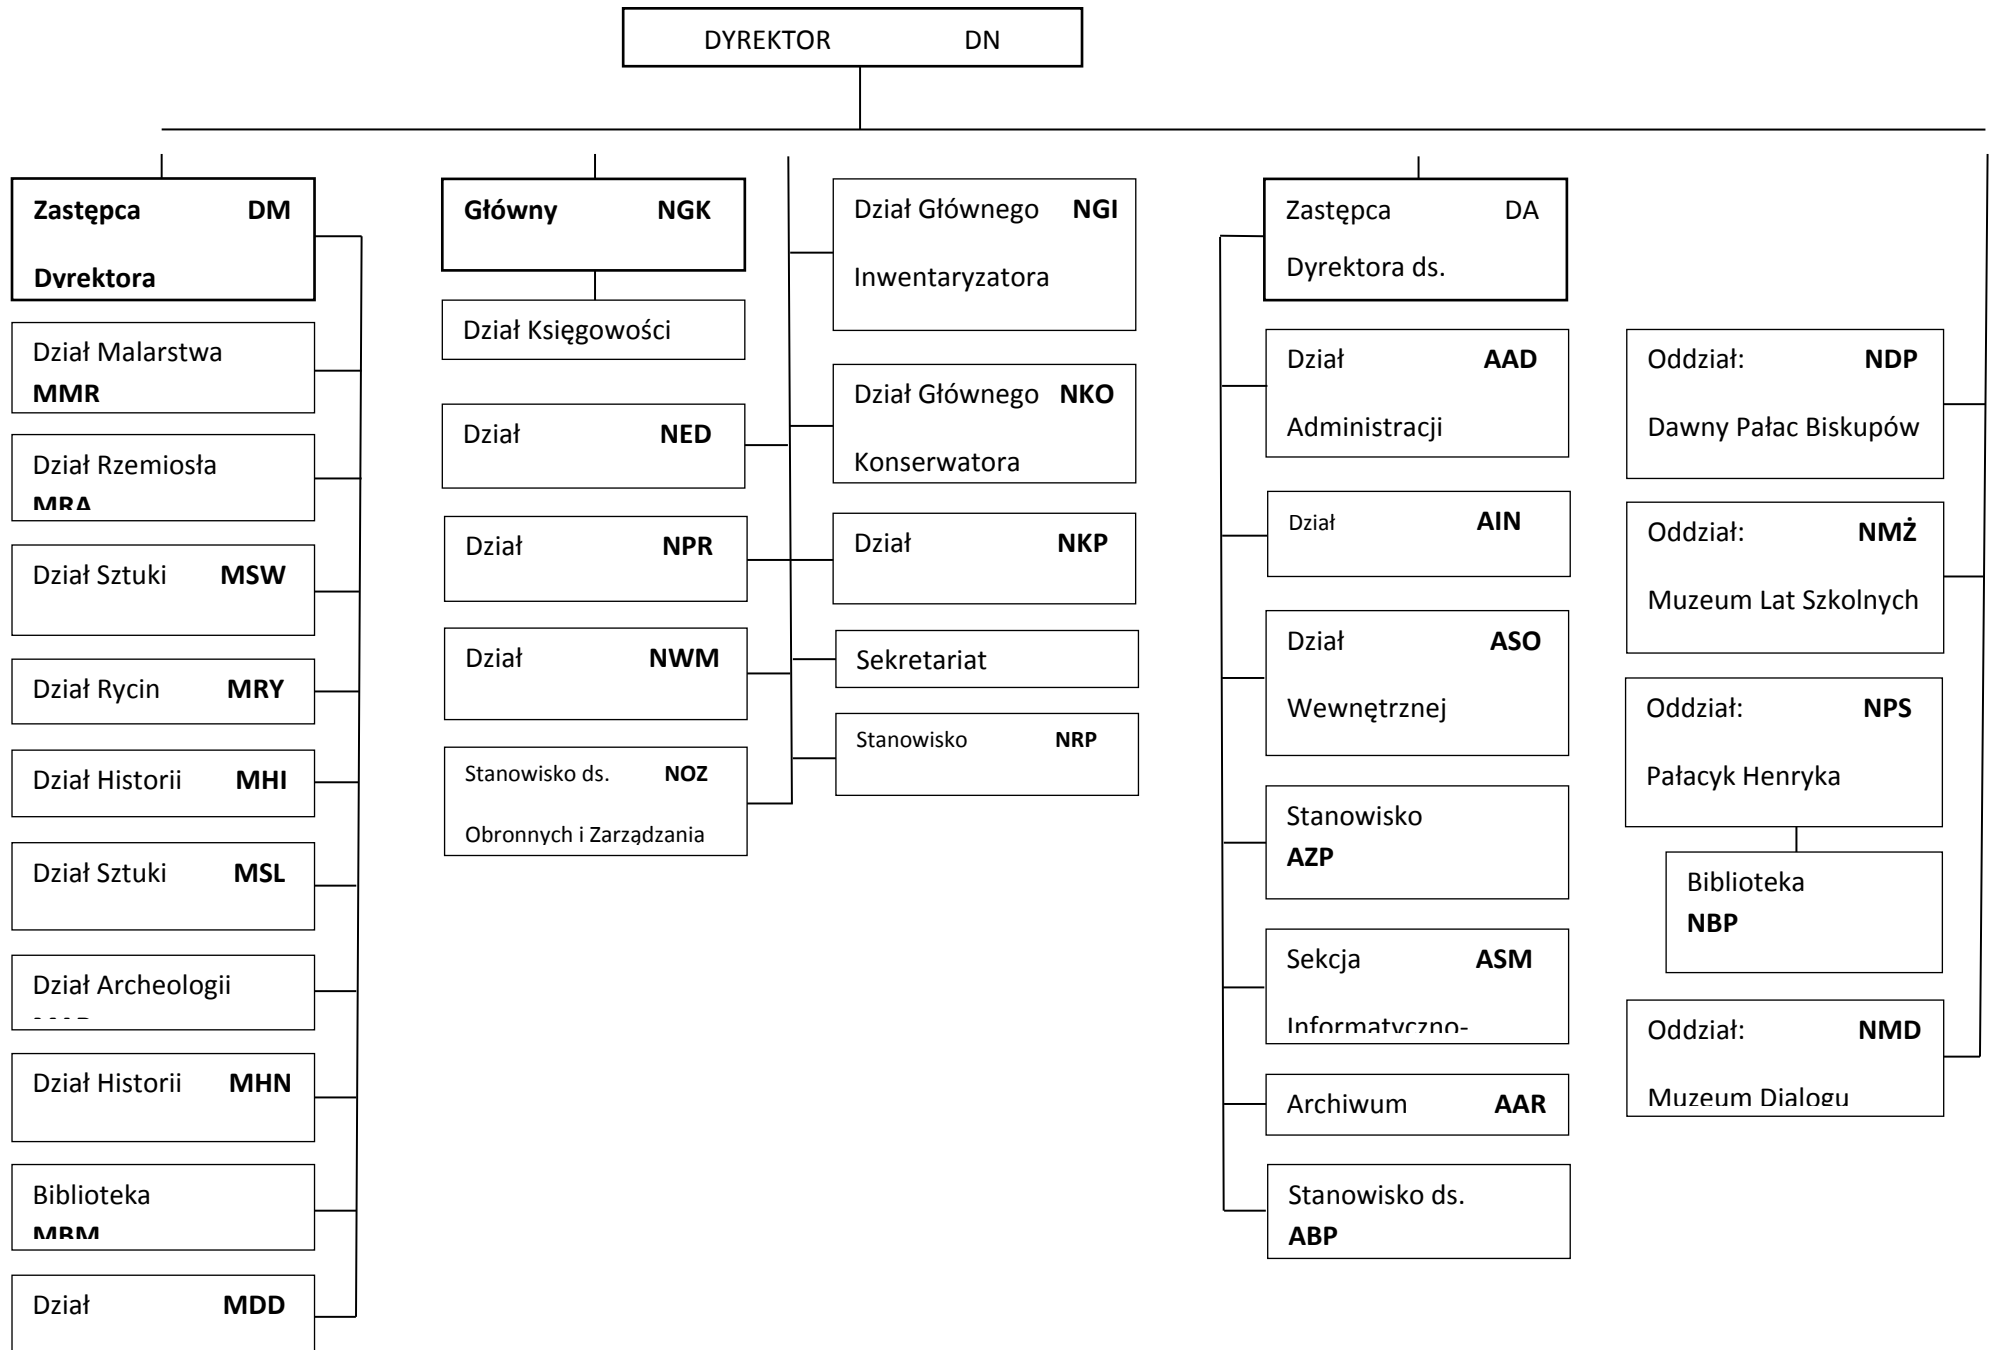 DYREKTOR DN
Zastępca DM
Dyrektora
Dział Malarstwa
MMR
Dział Rzemiosła
MRA
Dział Sztuki MSW
Dział Rycin MRY
Dział Historii MHI
Dział Sztuki MSL
Dział Archeologii
Dział Historii MHN
Biblioteka
MBM
Dział MDD
Główny NGK
Dział Księgowości
Dział NED
Dział NPR
Dział NWM
Stanowisko ds. NOZ
Obronnych i Zarządzania
Dział Głównego NGI
Inwentaryzatora
Dział Głównego NKO
Konserwatora
Dział NKP
Sekretariat
Stanowisko NRP
Zastępca DA
Dyrektora ds.
Dział AAD
Administracji
Dział AIN
Dział ASO
Wewnętrznej
Stanowisko
AZP
Sekcja ASM
Informatyczno-
Archiwum AAR
Stanowisko ds.
ABP
Oddział: NDP
Dawny Pałac Biskupów
Oddział: NMŻ
Muzeum Lat Szkolnych
Oddział: NPS
Pałacyk Henryka
Biblioteka
NBP
Oddział: NMD
Muzeum Dialogu